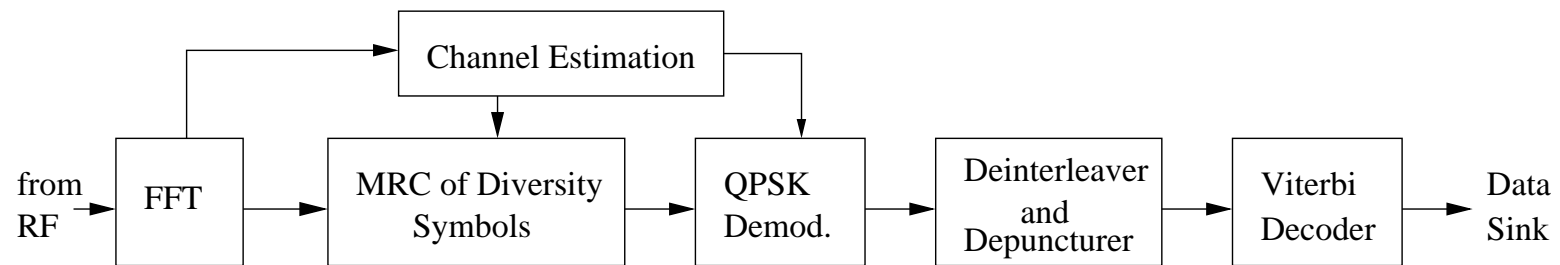 Channel Estimation
from
RF
FFT
MRC of Diversity
Symbols
QPSK
Demod.
Deinterleaver
and
Depuncturer
Viterbi
Decoder
Data
Sink